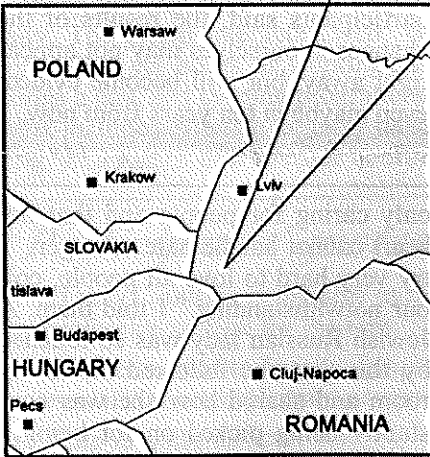 Warsaw
POLAND
Krakow
Lviv
SLOVAKIA
tislava
Budapest
HUNGARY
Cluj-Napoca
Pecs
ROMANIA